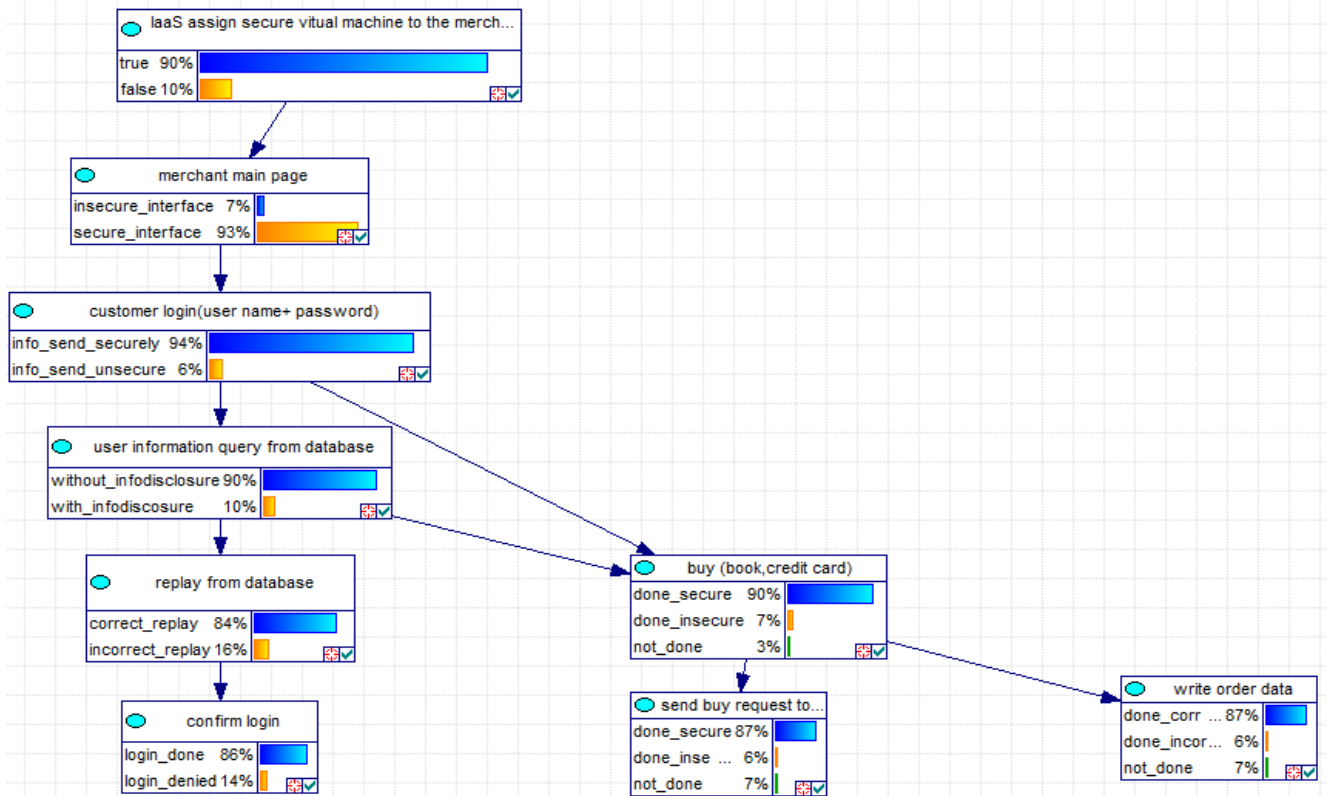 IaaS assign secure vitual machine to the merch...
true 90%
false 10%
merchant main page
insecure_interface 7%
secure_interface 93%
customer login(user name+ password)
info_send_securely 94%
info_send_unsecure 6%
user information query from database
without_infodisclosure 90%
with_infodiscosure 10%
replay from database
correct_replay 84%
incorrect_replay 16%
confirm login
login_done 86%
login_denied 14%
buy (book,credit card)
done_secure 90%
done_insecure 7%
not_done 3%
send buy request to...
done_secure 87%
done_inse ... 6%
not_done 7%
write order data
done_corr ... 87%
done_incor... 6%
not_done 7%